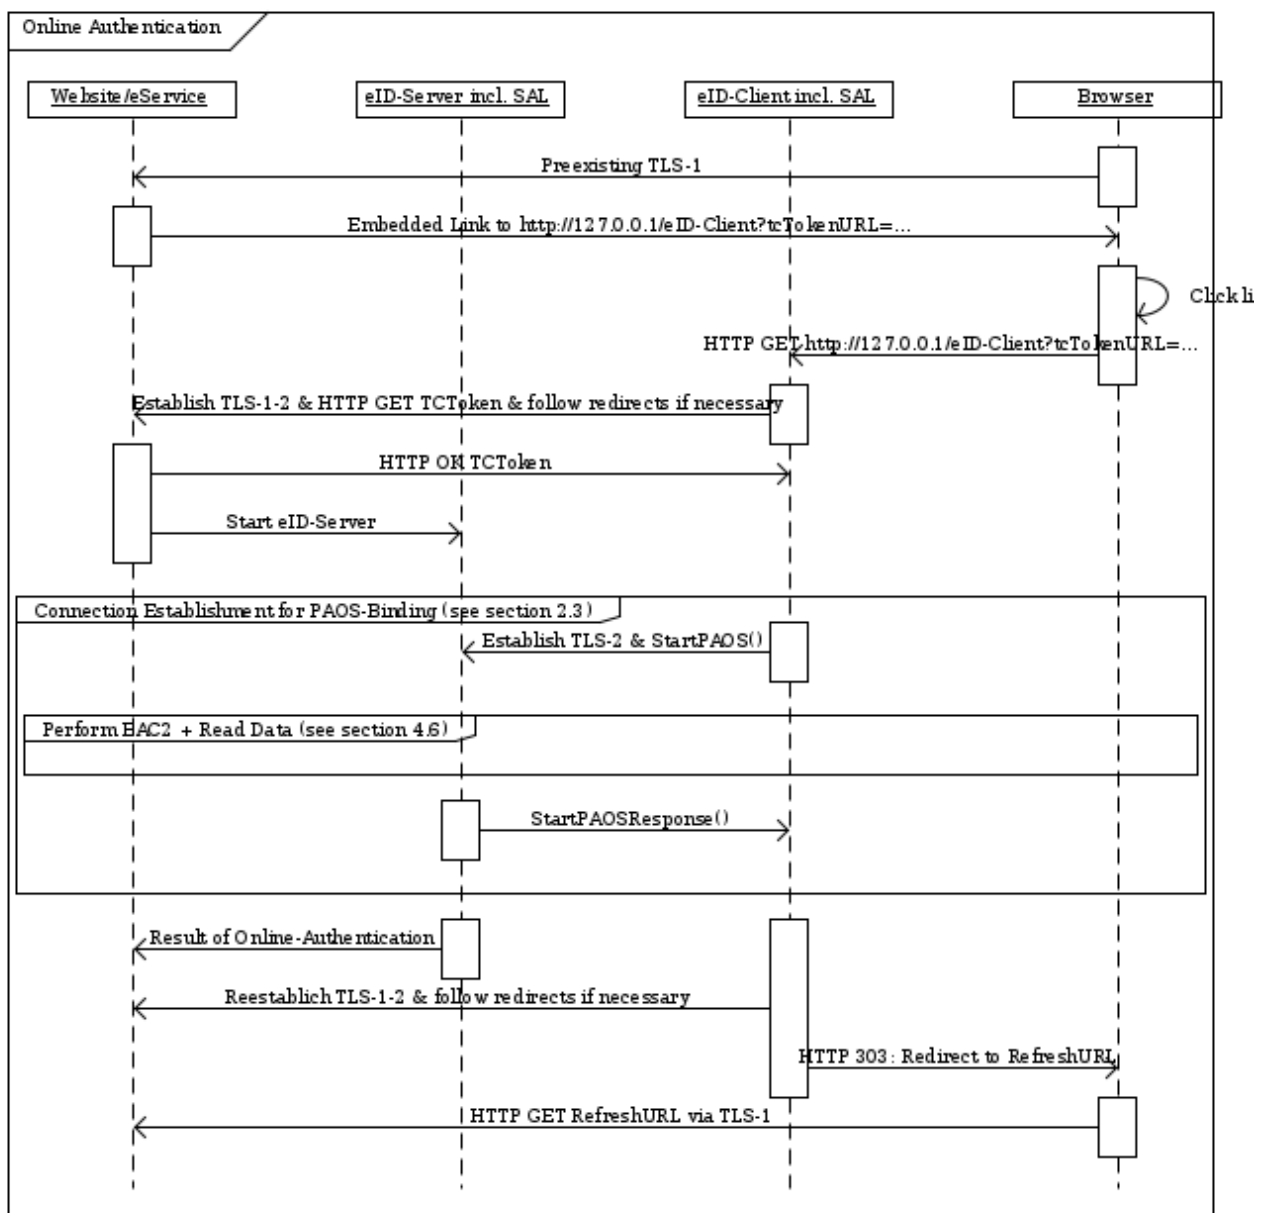 Online Authentication
Website/eService
eID-Server incl. SAL
eID-Client incl. SAL
Browser
Preexisting TLS-1
Embedded Link to http://127.0.0.1/eID-Client?tcTokenURL=...
Click li
HTTP GET http://127.0.0.1/eID-Client?tcTokenURL=...
Establish TLS-1-2 & HTTP GET TCToken & follow redirects if necessary
HTTP OK TCToken
Start eID-Server
Connection Establishment for PAOS-Binding (see section 2.3)
Establish TLS-2 & StartPAOS()
Perform EAC2 + Read Data (see section 4.6)
StartPAOSResponse()
Result of Online-Authentication
Reestablich TLS-1-2 & follow redirects if necessary
HTTP 303: Redirect to RefreshURL
HTTP GET RefreshURL via TLS-1